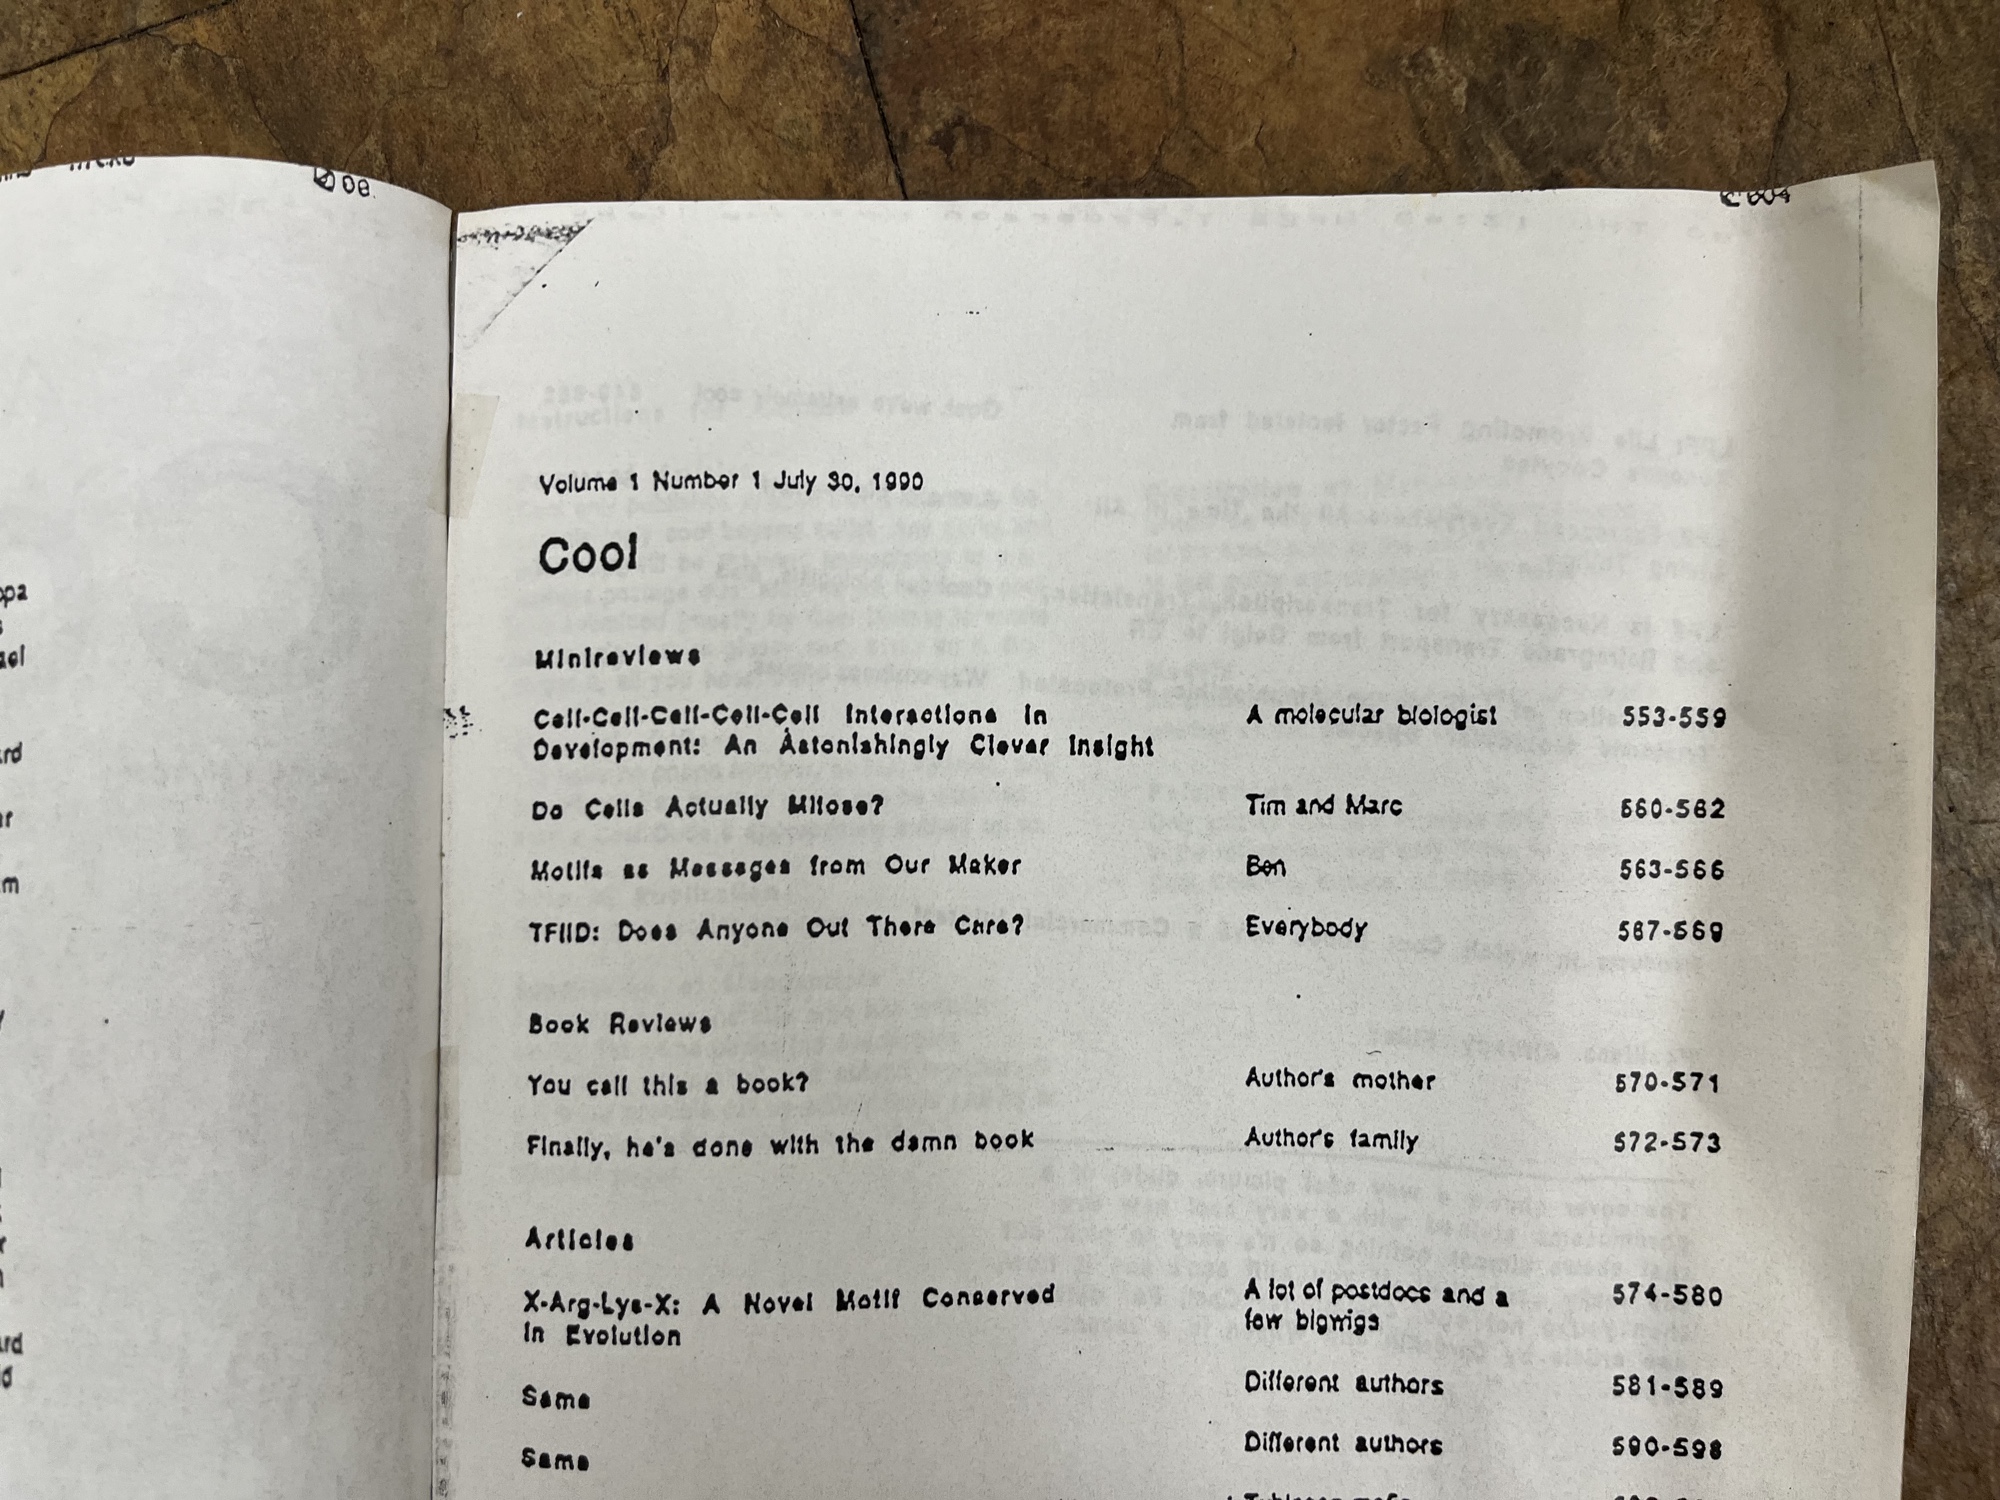 Volume 1 Number 1 July 30, 1990
Cool
Minireviews
Cell-Cell-Cell-Cell-Cell Interactions in
Development: An Astonishingly Clever Insight
A molecular biologist 553-559
Do Cells Actually Mitose? Tim and Marc 560-562
Motifs as Messages from Our Maker Ben 563-566
TFIID: Does Anyone Out There Care? Everybody 567-569
Book Reviews
You call this a book? Author's mother 570-571
Finally, he's done with the damn book Author's family 572-573
Articles
X-Arg-Lys-X: A Novel Motif Conserved
in Evolution
A lot of postdocs and a
few bigwigs
574-580
Same Different authors 581-589
Same Different authors 590-598